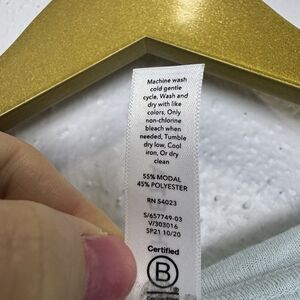 Machine wash
cold gentle
cycle, Wash and
dry with like
colors, Only
non-chlorine
bleach when
needed, Tumble
dry low, Cool
iron, Or dry
clean
55% MODAL
45% POLYESTER
RN 54023
S/657749-03
V/303016
SP21 10/20
Certified
B